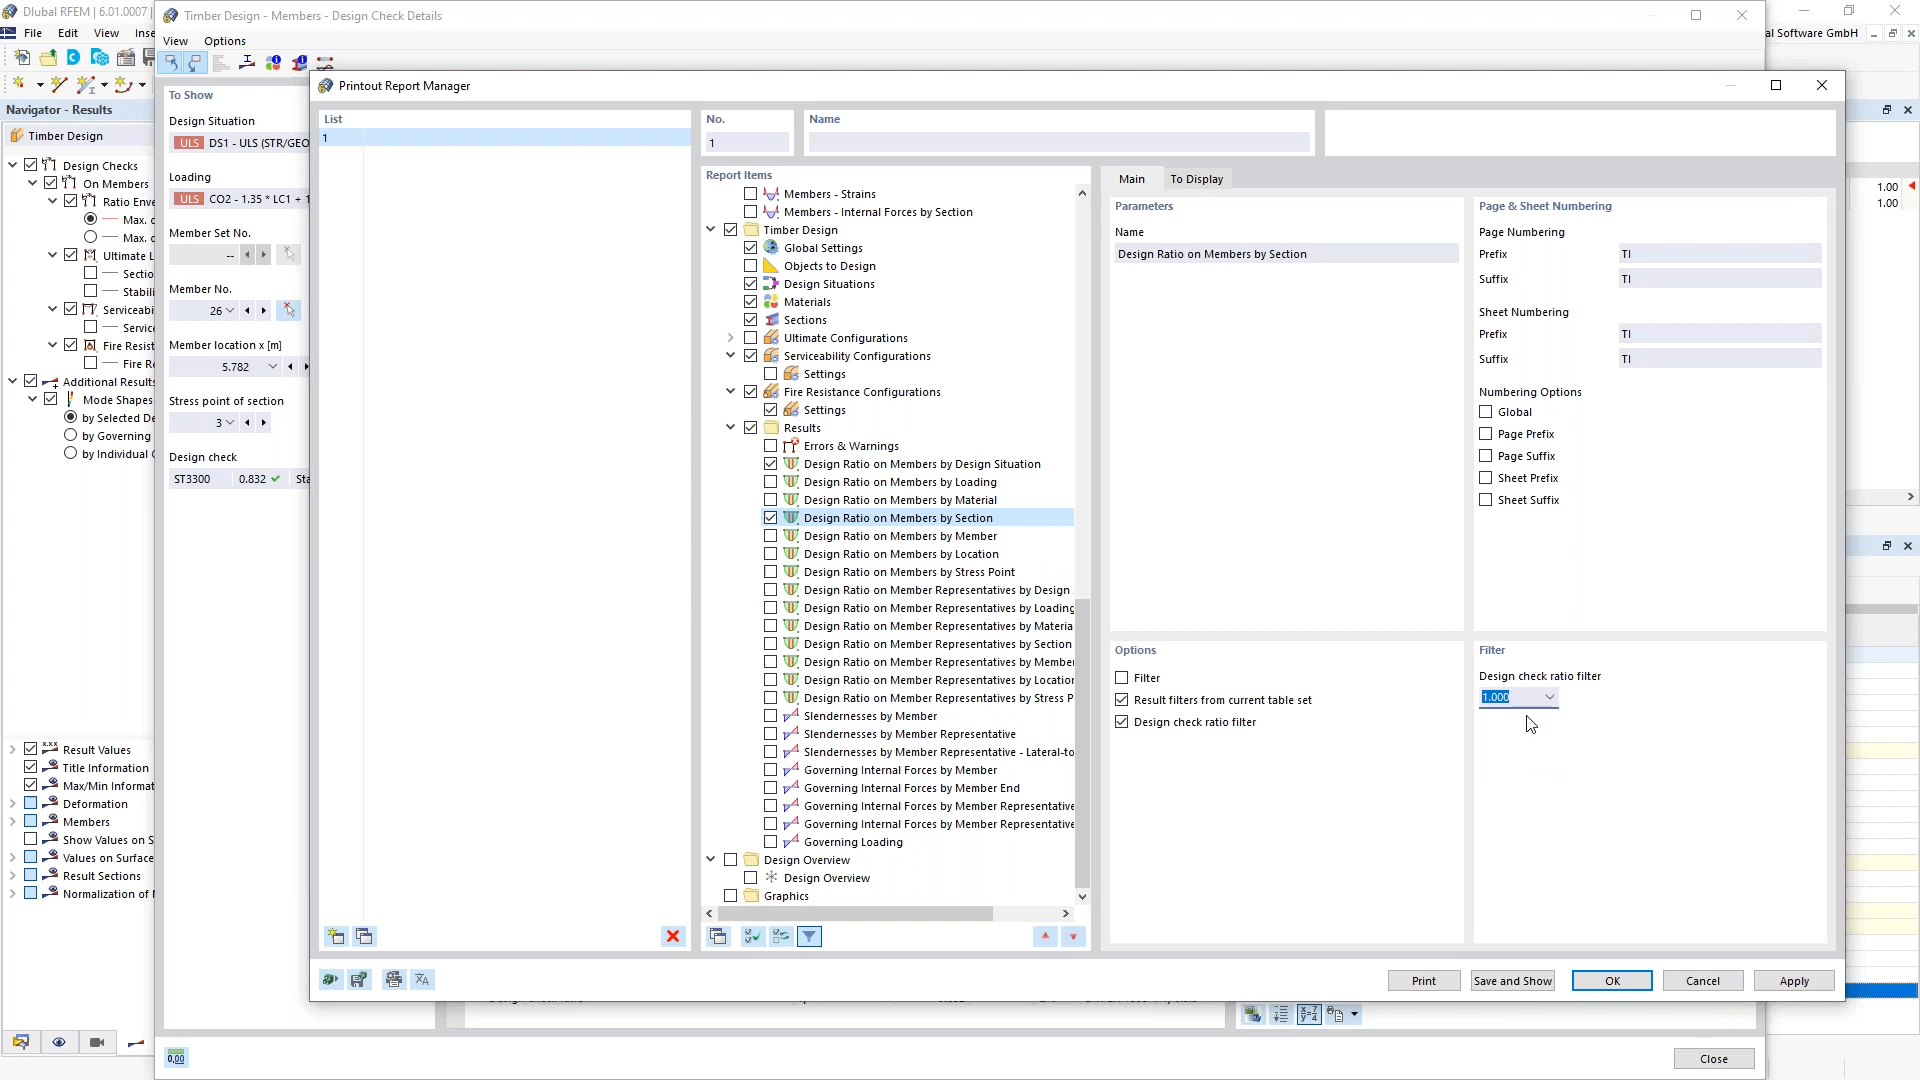 Dlubal RFEM | 6.01.0007 |
Timber Design - Members - Design Check Details
File Edit View Inse
al Software GmbH
View Options
Printout Report Manager
Navigator - Results
Timber Design
Design Checks
On Members
Ratio Enve
Max. o
Max. o
Ultimate L
Sectio
Stabili
Serviceabi
Service
Fire Resist
Fire Re
Additional Results
Mode Shapes
by Selected De
by Governing
by Individual C
Result Values
Title Information
Max/Min Informat
Deformation
Members
Show Values on S
Values on Surface
Result Sections
Normalization of M
To Show
Design Situation
ULS DS1 - ULS (STR/GEO
Loading
ULS CO2 - 1.35 * LC1 + 1
Member Set No.
--
Member No.
26
Member location x [m]
5.782
Stress point of section
3
Design check
ST3300 0.832 Sta
List
1
No.
1
Name
Report Items
Members - Strains
Members - Internal Forces by Section
Timber Design
Global Settings
Objects to Design
Design Situations
Materials
Sections
Ultimate Configurations
Serviceability Configurations
Settings
Fire Resistance Configurations
Settings
Results
Errors & Warnings
Design Ratio on Members by Design Situation
Design Ratio on Members by Loading
Design Ratio on Members by Material
Design Ratio on Members by Section
Design Ratio on Members by Member
Design Ratio on Members by Location
Design Ratio on Members by Stress Point
Design Ratio on Member Representatives by Design
Design Ratio on Member Representatives by Loading
Design Ratio on Member Representatives by Materia
Design Ratio on Member Representatives by Section
Design Ratio on Member Representatives by Member
Design Ratio on Member Representatives by Location
Design Ratio on Member Representatives by Stress P
Slendernesses by Member
Slendernesses by Member Representative
Slendernesses by Member Representative - Lateral-to
Governing Internal Forces by Member
Governing Internal Forces by Member End
Governing Internal Forces by Member Representative
Governing Internal Forces by Member Representative
Governing Loading
Design Overview
Design Overview
Graphics
Main To Display
Parameters
Name
Design Ratio on Members by Section
Options
Filter
Result filters from current table set
Design check ratio filter
Page & Sheet Numbering
Page Numbering
Prefix TI
Suffix TI
Sheet Numbering
Prefix TI
Suffix TI
Numbering Options
Global
Page Prefix
Page Suffix
Sheet Prefix
Sheet Suffix
Filter
Design check ratio filter
1.000
1.00
1.00
Print Save and Show OK Cancel Apply
Close